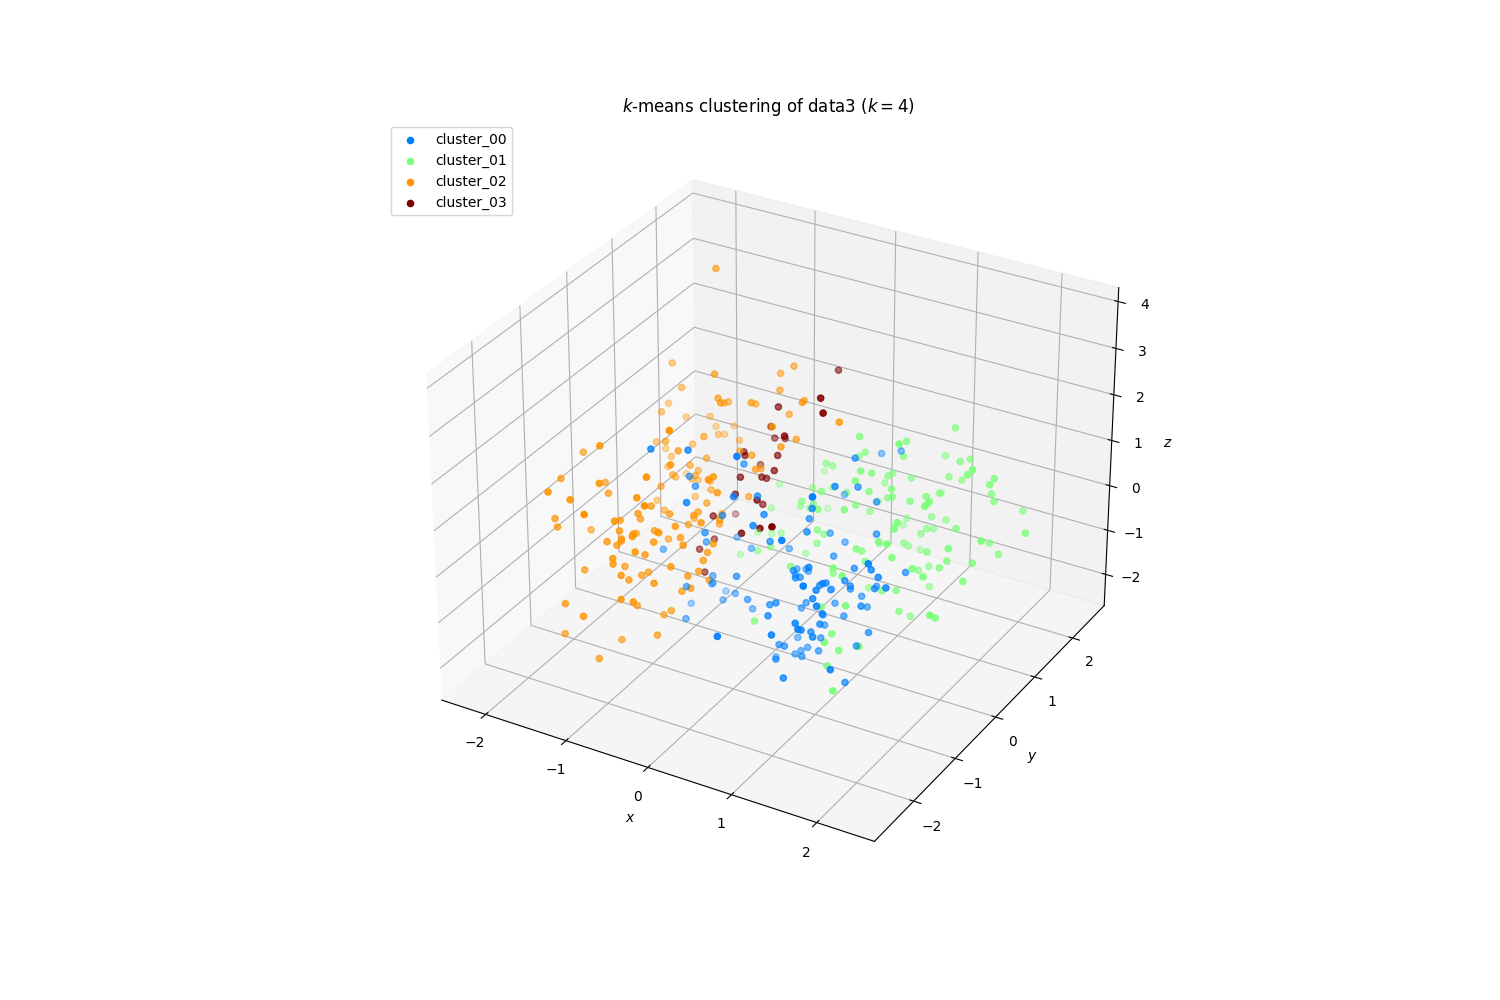 k-means clustering of data3 (k = 4)
cluster_00
cluster_01
cluster_02
cluster_03
4
3
2
1
0
−1
−2
z
2
1
0
−1
−2
y
−2
−1
0
1
2
x